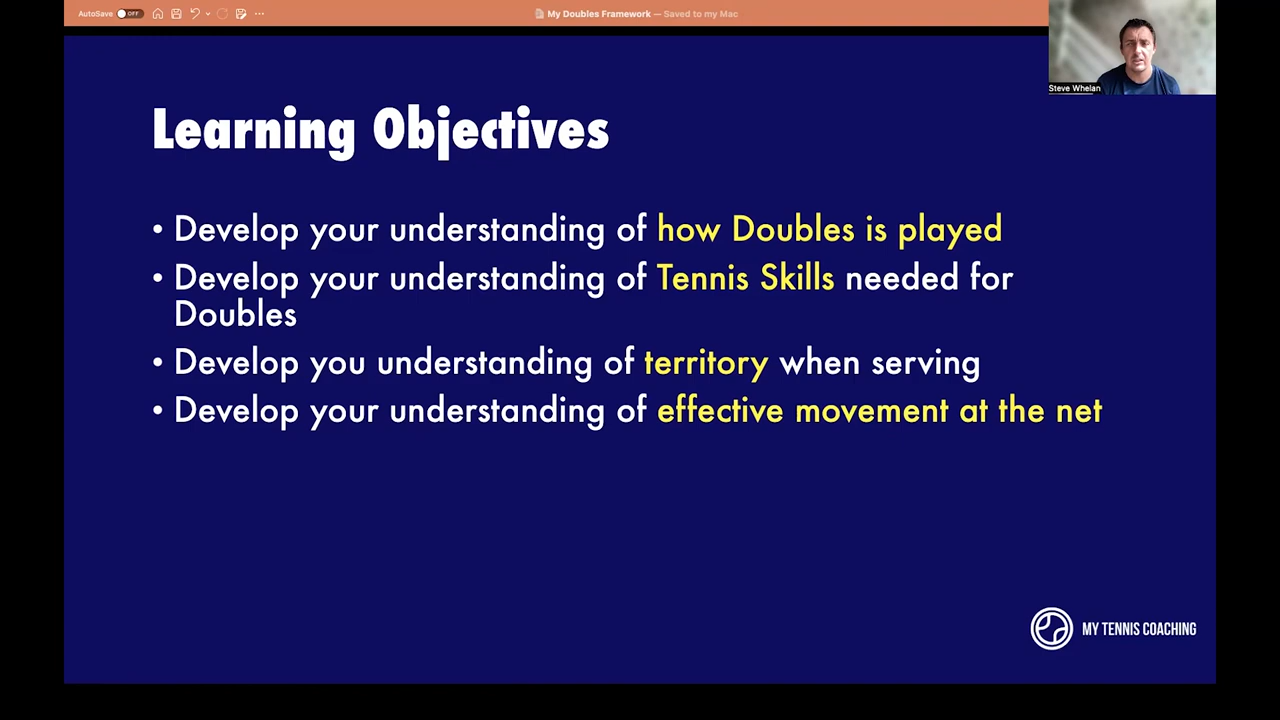 AutoSave OFF
My Doubles Framework — Saved to my Mac
Steve Whelan
Learning Objectives
• Develop your understanding of how Doubles is played
• Develop your understanding of Tennis Skills needed for
Doubles
• Develop you understanding of territory when serving
• Develop your understanding of effective movement at the net
MY TENNIS COACHING